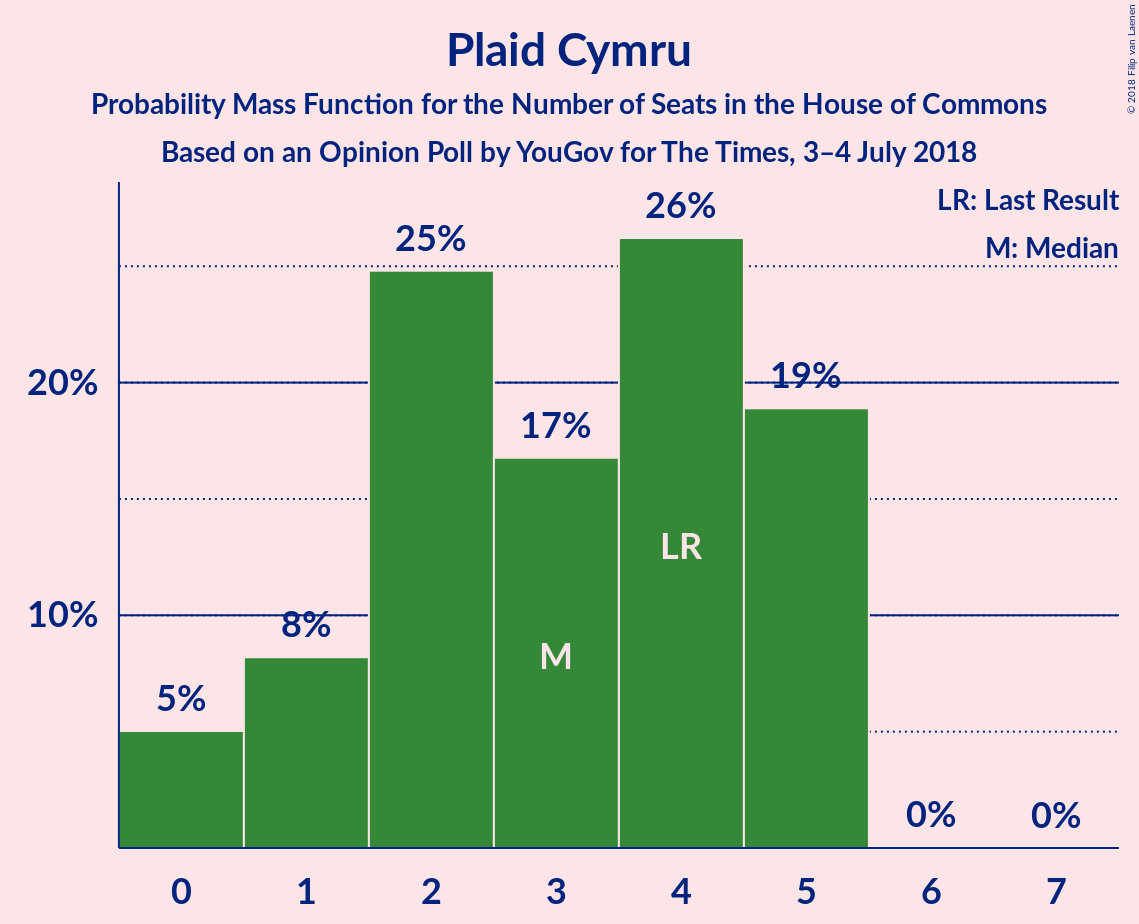 Plaid Cymru
Probability Mass Function for the Number of Seats in the House of Commons
Based on an Opinion Poll by YouGov for The Times, 3–4 July 2018
© 2018 Filip van Laenen
LR: Last Result
M: Median
26%
25%
20%
19%
17%
LR
10%
8%
M
5%
0%
0%
0 1 2 3 4 5 6 7